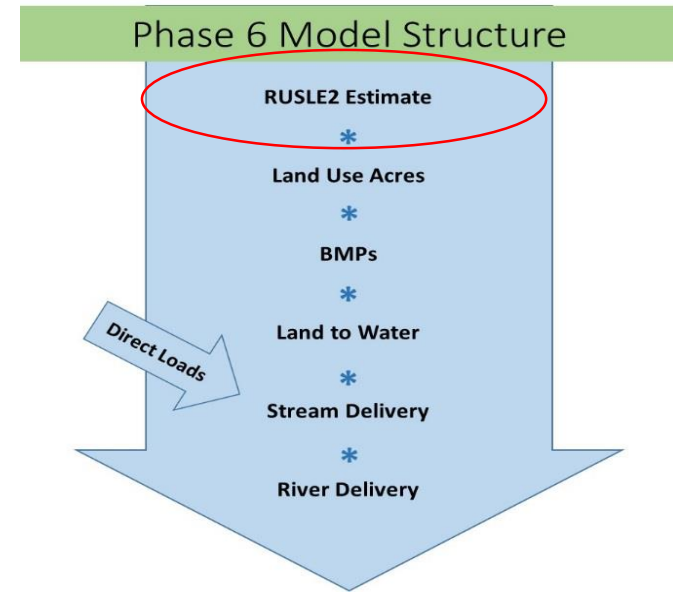 Phase 6 Model Structure
RUSLE2 Estimate
*
Land Use Acres
*
BMPs
*
Land to Water
Direct Loads
*
Stream Delivery
*
River Delivery